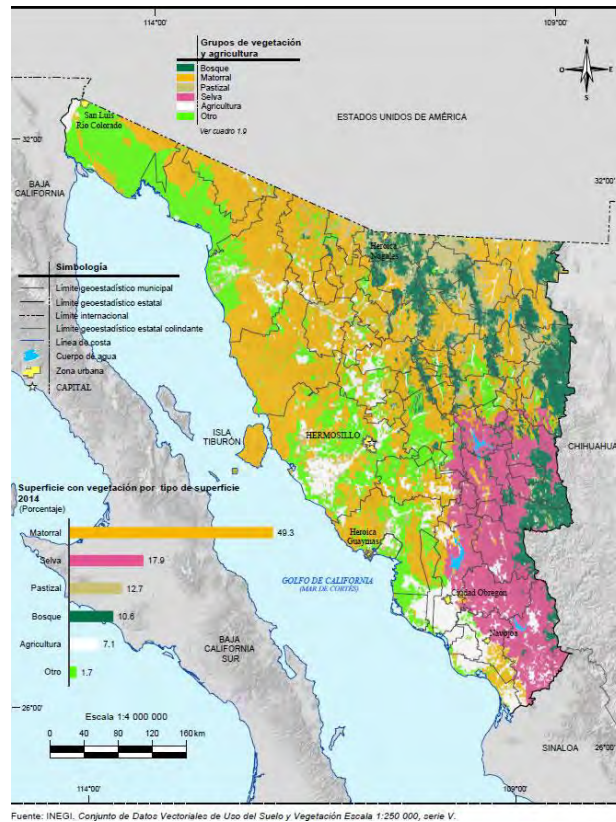 114°00'
109°00'
Grupos de vegetación
y agricultura
Bosque
Matorral
Pastizal
Selva
Agricultura
Otro
Ver cuadro 1.9
N
O
E
S
ESTADOS UNIDOS DE AMÉRICA
San Luis
Río Colorado
32°00'
32°00'
BAJA
CALIFORNIA
Heroica
Nogales
Simbología
Límite geoestadístico municipal
Límite geoestadístico estatal
Límite internacional
Límite geoestadístico estatal colindante
Línea de costa
Cuerpo de agua
Zona urbana
CAPITAL
ISLA
TIBURÓN
HERMOSILLO
CHIHUAHUA
Superficie con vegetación por tipo de superficie
2014
(Porcentaje)
Matorral 49.3
Selva 17.9
Pastizal 12.7
Bosque 10.6
Agricultura 7.1
Otro 1.7
Heroica
Guaymas
GOLFO DE CALIFORNIA
(MAR DE CORTÉS)
Ciudad Obregón
Navojoa
BAJA
CALIFORNIA
SUR
26°00'
Escala 1:4 000 000
0 40 80 120 160km
26°00'
SINALOA
114°00'
109°00'
Fuente: INEGI. Conjunto de Datos Vectoriales de Uso del Suelo y Vegetación Escala 1:250 000, serie V.